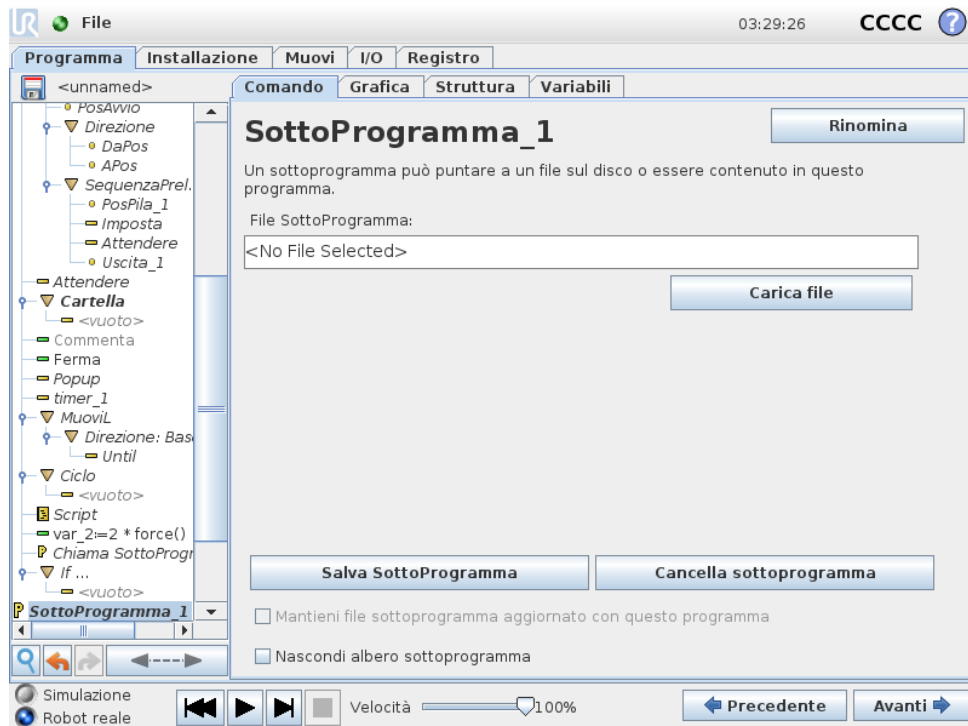 UR File 03:29:26 CCCC ?
Programma Installazione Muovi I/O Registro
<unnamed>
Comando Grafica Struttura Variabili
PosAvvio
Direzione
DaPos
APos
SequenzaPrel.
PosPila_1
Imposta
Attendere
Uscita_1
Attendere
Cartella
<vuoto>
Commenta
Ferma
Popup
timer_1
MuoviL
Direzione: Bas
Until
Ciclo
<vuoto>
Script
var_2:=2 * force()
Chiama SottoProgr
If ...
<vuoto>
P SottoProgramma_1
SottoProgramma_1
Rinomina
Un sottoprogramma può puntare a un file sul disco o essere contenuto in questo
programma.
File SottoProgramma:
<No File Selected>
Carica file
Salva SottoProgramma Cancella sottoprogramma
Mantieni file sottoprogramma aggiornato con questo programma
Nascondi albero sottoprogramma
Simulazione
Robot reale
Velocità 100%
Precedente Avanti